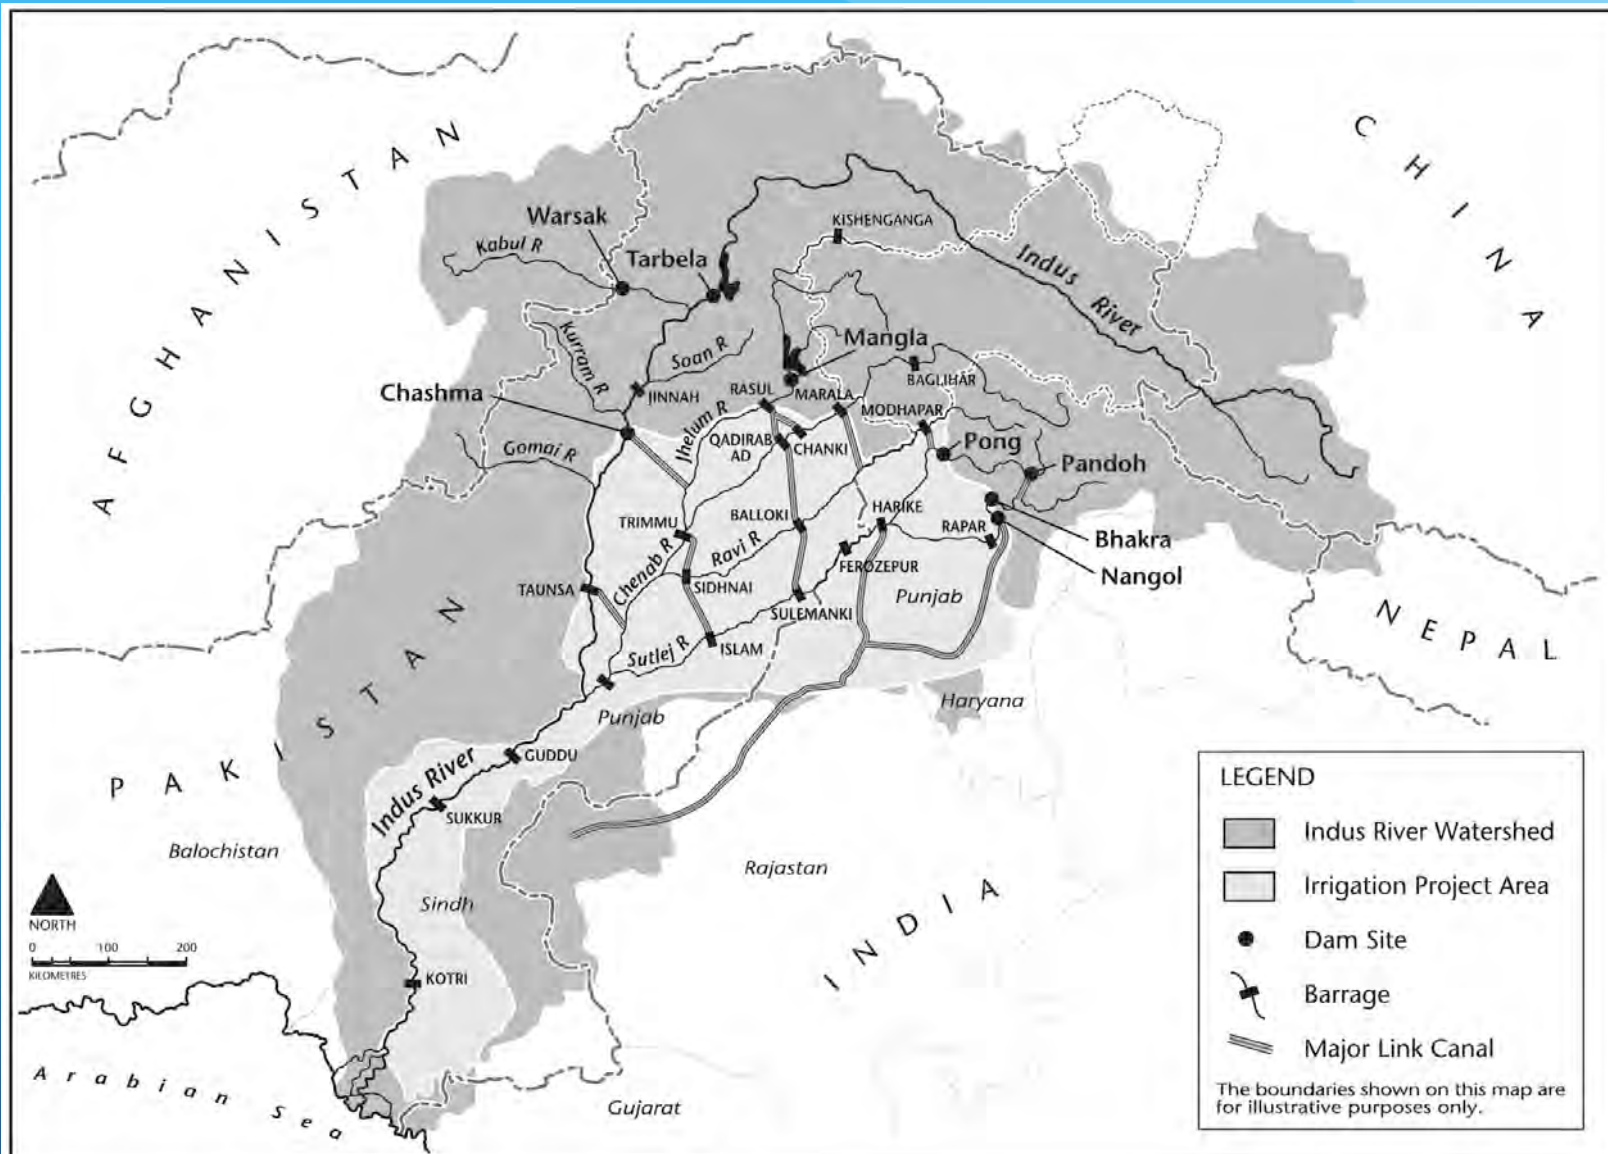 AFGHANISTAN
CHINA
Warsak
Kabul R
Tarbela
KISHENGANGA
Indus River
Kurram R
Soan R
Mangla
Chashma
JINNAH
RASUL
MARALA
BAGLIHAR
MODHAPAR
Jhelum R
QADIRAB
AD
CHANKI
Pong
Pandoh
Gomai R
TRIMMU
BALLOKI
HARIKE
RAPAR
Bhakra
Nangol
Ravi R
Chenab R
FEROZEPUR
TAUNSA
SIDHNAI
SULEMANKI
Punjab
ISLAM
Sutlej R
NEPAL
Punjab
Haryana
PAKISTAN
GUDDU
Indus River
SUKKUR
Balochistan
Rajastan
Sindh
INDIA
NORTH
0 100 200
KILOMETRES
KOTRI
Arabian Sea
Gujarat
LEGEND
Indus River Watershed
Irrigation Project Area
Dam Site
Barrage
Major Link Canal
The boundaries shown on this map are
for illustrative purposes only.